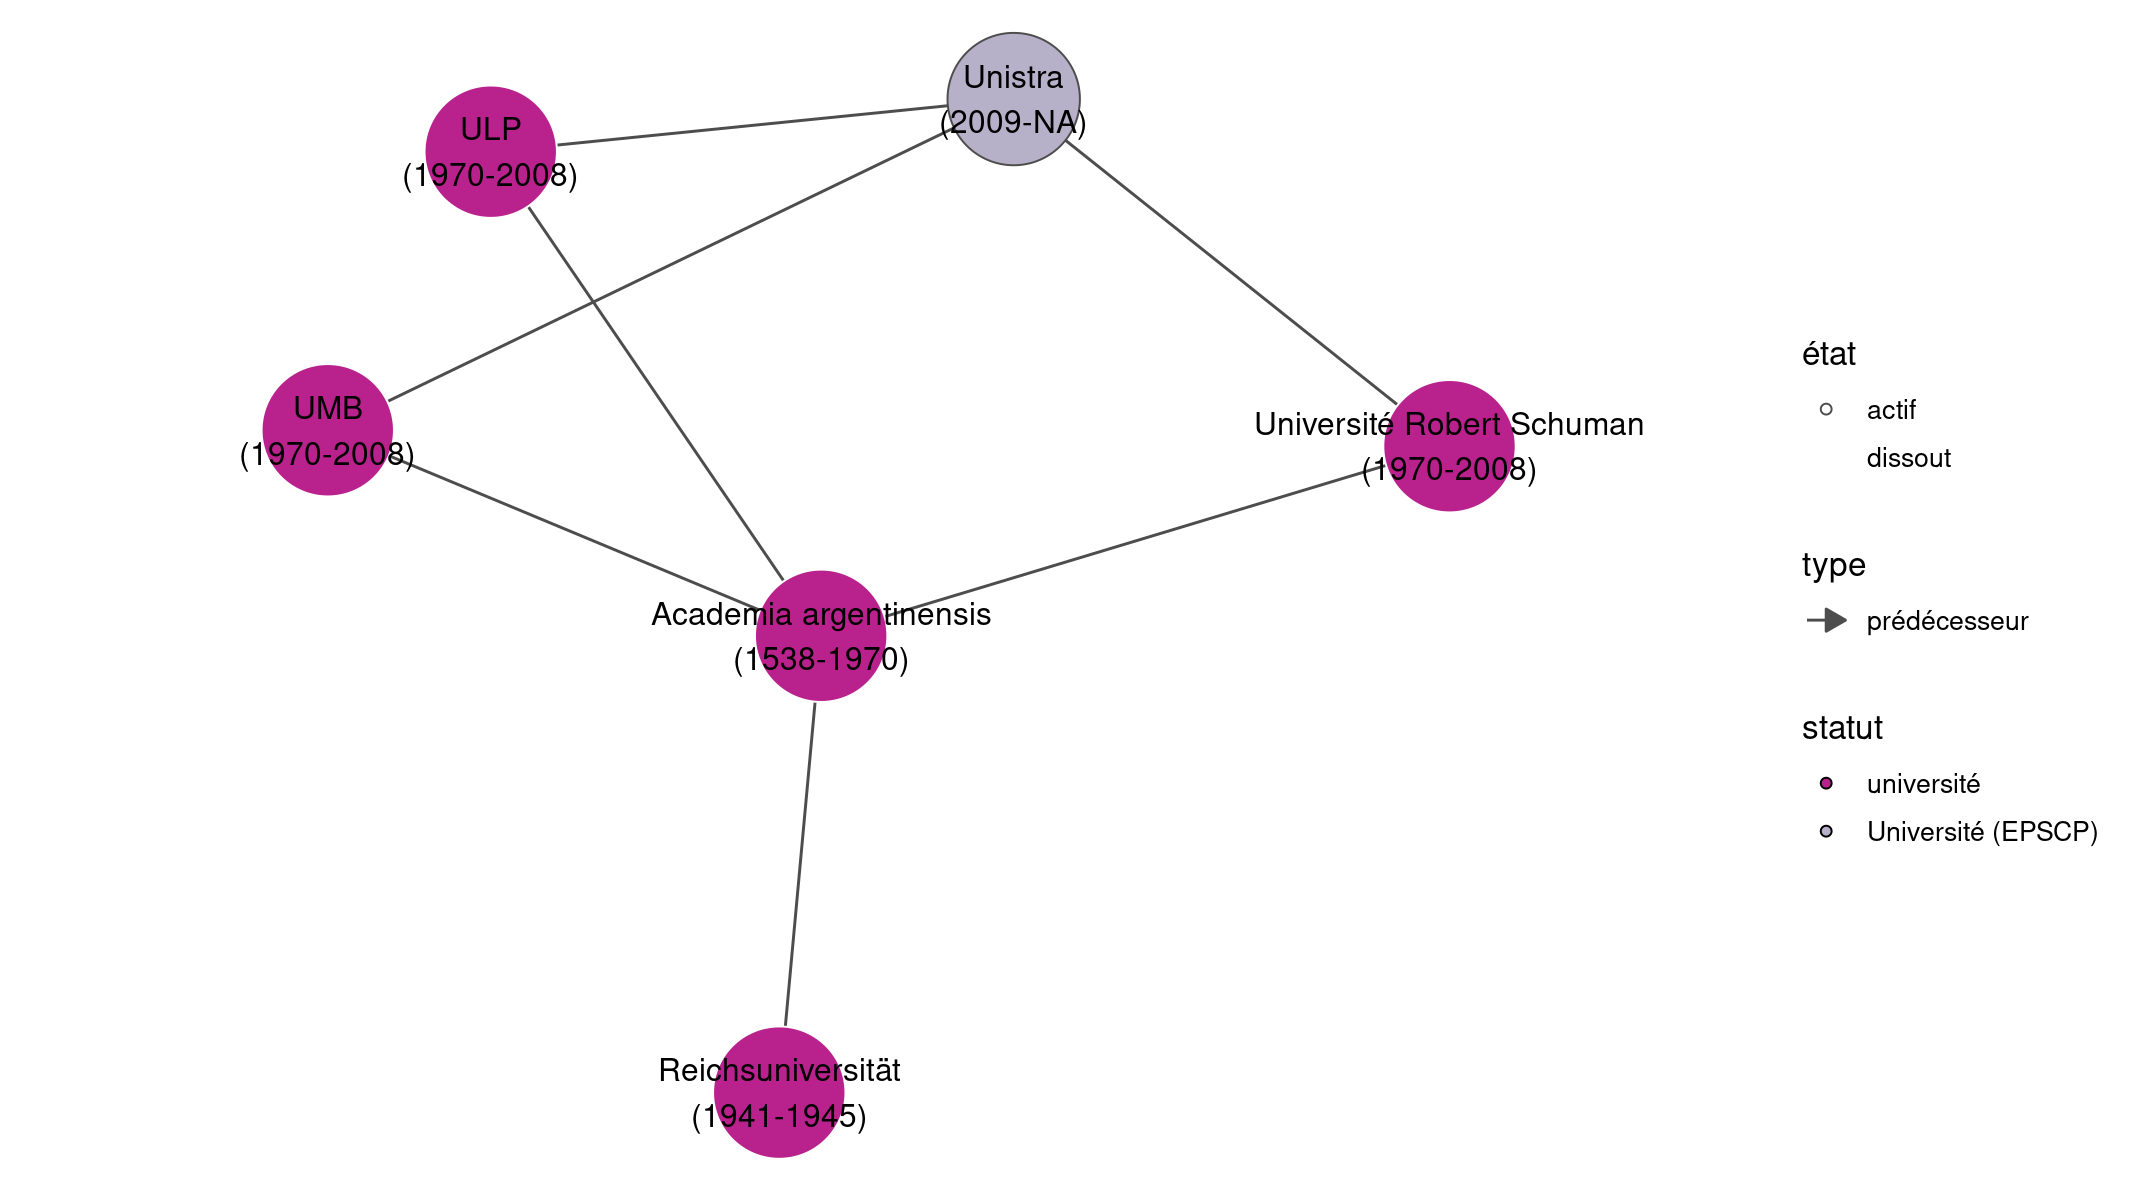 Unistra
(2009-NA)
ULP
(1970-2008)
UMB
(1970-2008)
Université Robert Schuman
(1970-2008)
Academia argentinensis
(1538-1970)
Reichsuniversität
(1941-1945)
état
actif
dissout
type
prédécesseur
statut
université
Université (EPSCP)